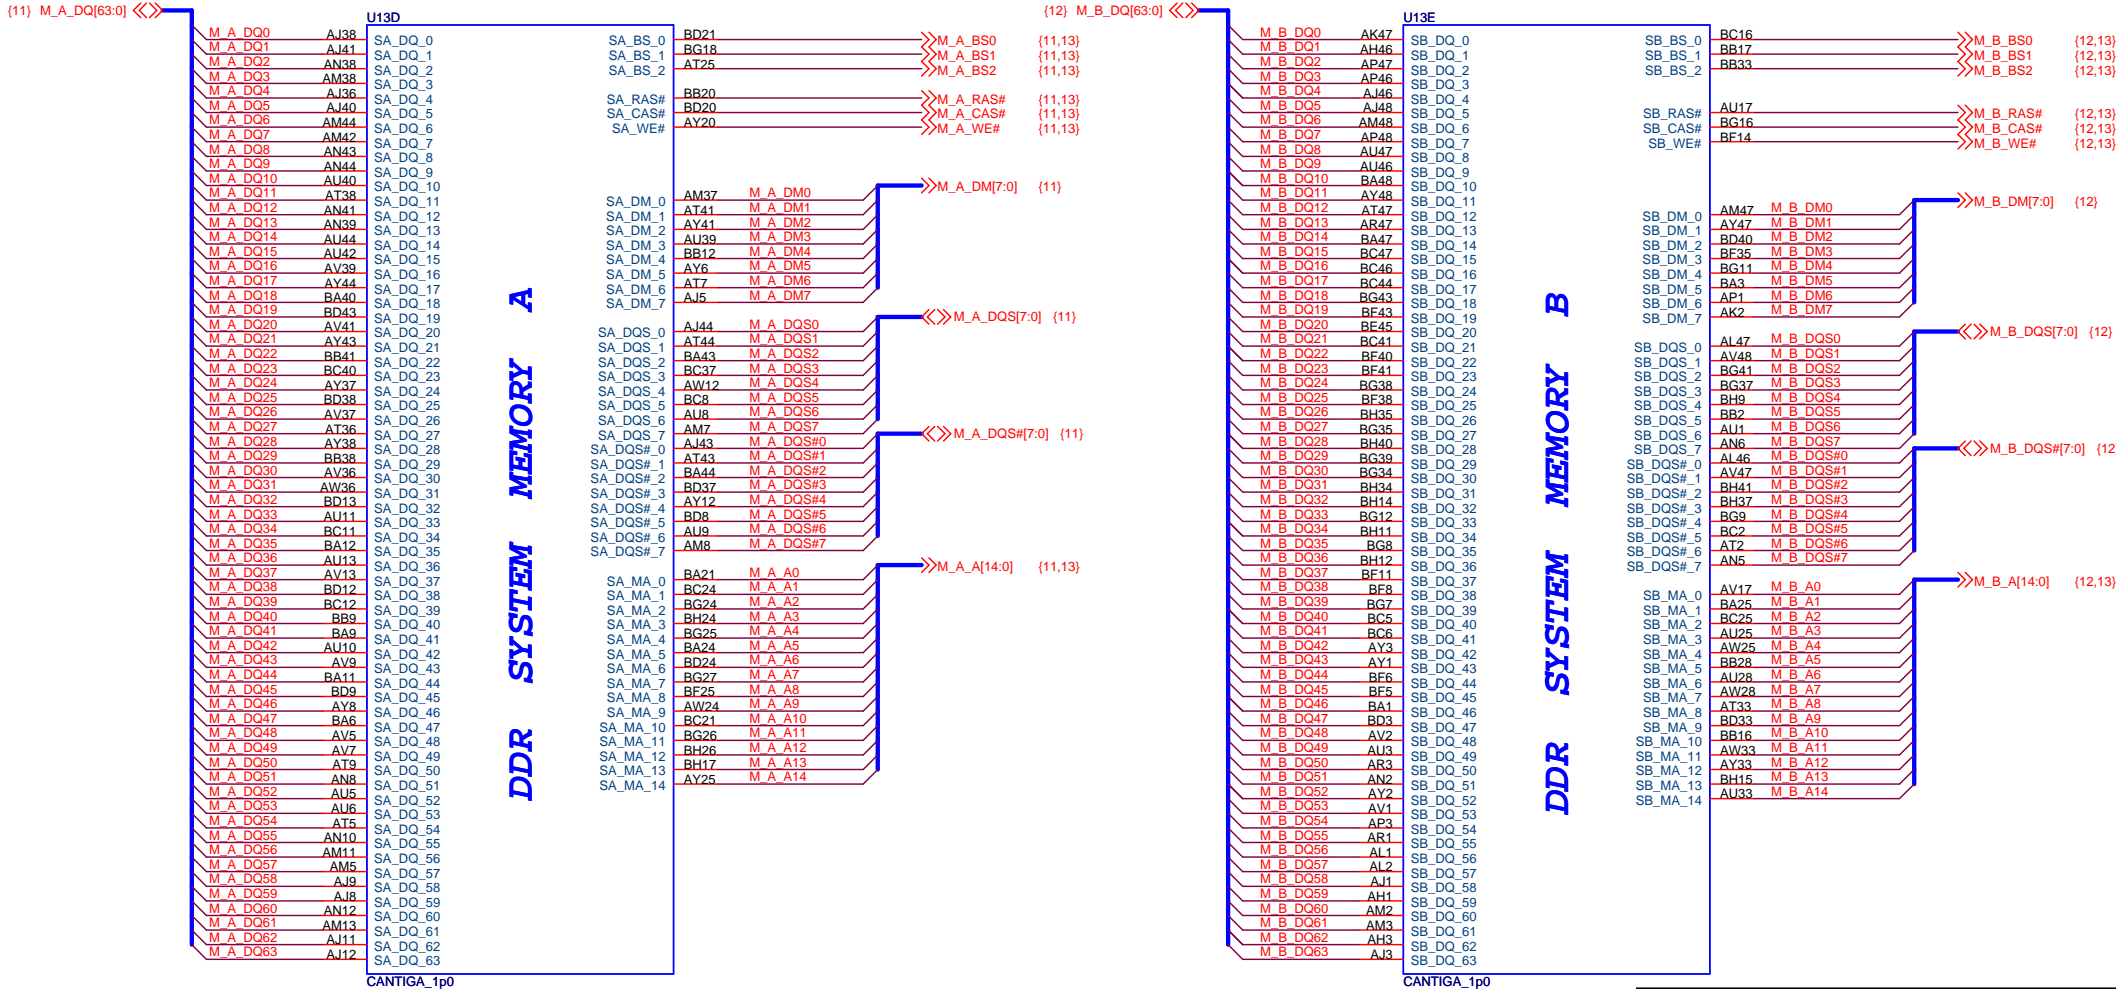 {11} M_A_DQ[63:0]
U13D
M_A_DQ0 AJ38 SA_DQ_0
M_A_DQ1 AJ41 SA_DQ_1
M_A_DQ2 AN38 SA_DQ_2
M_A_DQ3 AM38 SA_DQ_3
M_A_DQ4 AJ36 SA_DQ_4
M_A_DQ5 AJ40 SA_DQ_5
M_A_DQ6 AM44 SA_DQ_6
M_A_DQ7 AM42 SA_DQ_7
M_A_DQ8 AN43 SA_DQ_8
M_A_DQ9 AN44 SA_DQ_9
M_A_DQ10 AU40 SA_DQ_10
M_A_DQ11 AT38 SA_DQ_11
M_A_DQ12 AN41 SA_DQ_12
M_A_DQ13 AN39 SA_DQ_13
M_A_DQ14 AU44 SA_DQ_14
M_A_DQ15 AU42 SA_DQ_15
M_A_DQ16 AV39 SA_DQ_16
M_A_DQ17 AY44 SA_DQ_17
M_A_DQ18 BA40 SA_DQ_18
M_A_DQ19 BD43 SA_DQ_19
M_A_DQ20 AV41 SA_DQ_20
M_A_DQ21 AY43 SA_DQ_21
M_A_DQ22 BB41 SA_DQ_22
M_A_DQ23 BC40 SA_DQ_23
M_A_DQ24 AY37 SA_DQ_24
M_A_DQ25 BD38 SA_DQ_25
M_A_DQ26 AV37 SA_DQ_26
M_A_DQ27 AT36 SA_DQ_27
M_A_DQ28 AY38 SA_DQ_28
M_A_DQ29 BB38 SA_DQ_29
M_A_DQ30 AV36 SA_DQ_30
M_A_DQ31 AW36 SA_DQ_31
M_A_DQ32 BD13 SA_DQ_32
M_A_DQ33 AU11 SA_DQ_33
M_A_DQ34 BC11 SA_DQ_34
M_A_DQ35 BA12 SA_DQ_35
M_A_DQ36 AU13 SA_DQ_36
M_A_DQ37 AV13 SA_DQ_37
M_A_DQ38 BD12 SA_DQ_38
M_A_DQ39 BC12 SA_DQ_39
M_A_DQ40 BB9 SA_DQ_40
M_A_DQ41 BA9 SA_DQ_41
M_A_DQ42 AU10 SA_DQ_42
M_A_DQ43 AV9 SA_DQ_43
M_A_DQ44 BA11 SA_DQ_44
M_A_DQ45 BD9 SA_DQ_45
M_A_DQ46 AY8 SA_DQ_46
M_A_DQ47 BA6 SA_DQ_47
M_A_DQ48 AV5 SA_DQ_48
M_A_DQ49 AV7 SA_DQ_49
M_A_DQ50 AT9 SA_DQ_50
M_A_DQ51 AN8 SA_DQ_51
M_A_DQ52 AU5 SA_DQ_52
M_A_DQ53 AU6 SA_DQ_53
M_A_DQ54 AT5 SA_DQ_54
M_A_DQ55 AN10 SA_DQ_55
M_A_DQ56 AM11 SA_DQ_56
M_A_DQ57 AM5 SA_DQ_57
M_A_DQ58 AJ9 SA_DQ_58
M_A_DQ59 AJ8 SA_DQ_59
M_A_DQ60 AN12 SA_DQ_60
M_A_DQ61 AM13 SA_DQ_61
M_A_DQ62 AJ11 SA_DQ_62
M_A_DQ63 AJ12 SA_DQ_63
DDR SYSTEM MEMORY A
SA_BS_0 BD21 M_A_BS0 {11,13}
SA_BS_1 BG18 M_A_BS1 {11,13}
SA_BS_2 AT25 M_A_BS2 {11,13}
SA_RAS# BB20 M_A_RAS# {11,13}
SA_CAS# BD20 M_A_CAS# {11,13}
SA_WE# AY20 M_A_WE# {11,13}
M_A_DM[7:0] {11}
SA_DM_0 AM37 M_A_DM0
SA_DM_1 AT41 M_A_DM1
SA_DM_2 AY41 M_A_DM2
SA_DM_3 AU39 M_A_DM3
SA_DM_4 BB12 M_A_DM4
SA_DM_5 AY6 M_A_DM5
SA_DM_6 AT7 M_A_DM6
SA_DM_7 AJ5 M_A_DM7
M_A_DQS[7:0] {11}
SA_DQS_0 AJ44 M_A_DQS0
SA_DQS_1 AT44 M_A_DQS1
SA_DQS_2 BA43 M_A_DQS2
SA_DQS_3 BC37 M_A_DQS3
SA_DQS_4 AW12 M_A_DQS4
SA_DQS_5 BC8 M_A_DQS5
SA_DQS_6 AU8 M_A_DQS6
SA_DQS_7 AM7 M_A_DQS7
M_A_DQS#[7:0] {11}
SA_DQS#_0 AJ43 M_A_DQS#0
SA_DQS#_1 AT43 M_A_DQS#1
SA_DQS#_2 BA44 M_A_DQS#2
SA_DQS#_3 BD37 M_A_DQS#3
SA_DQS#_4 AY12 M_A_DQS#4
SA_DQS#_5 BD8 M_A_DQS#5
SA_DQS#_6 AU9 M_A_DQS#6
SA_DQS#_7 AM8 M_A_DQS#7
M_A_A[14:0] {11,13}
SA_MA_0 BA21 M_A_A0
SA_MA_1 BC24 M_A_A1
SA_MA_2 BG24 M_A_A2
SA_MA_3 BH24 M_A_A3
SA_MA_4 BG25 M_A_A4
SA_MA_5 BA24 M_A_A5
SA_MA_6 BD24 M_A_A6
SA_MA_7 BG27 M_A_A7
SA_MA_8 BF25 M_A_A8
SA_MA_9 AW24 M_A_A9
SA_MA_10 BC21 M_A_A10
SA_MA_11 BG26 M_A_A11
SA_MA_12 BH26 M_A_A12
SA_MA_13 BH17 M_A_A13
SA_MA_14 AY25 M_A_A14
CANTIGA_1p0
{12} M_B_DQ[63:0]
U13E
M_B_DQ0 AK47 SB_DQ_0
M_B_DQ1 AH46 SB_DQ_1
M_B_DQ2 AP47 SB_DQ_2
M_B_DQ3 AP46 SB_DQ_3
M_B_DQ4 AJ46 SB_DQ_4
M_B_DQ5 AJ48 SB_DQ_5
M_B_DQ6 AM48 SB_DQ_6
M_B_DQ7 AP48 SB_DQ_7
M_B_DQ8 AU47 SB_DQ_8
M_B_DQ9 AU46 SB_DQ_9
M_B_DQ10 BA48 SB_DQ_10
M_B_DQ11 AY48 SB_DQ_11
M_B_DQ12 AT47 SB_DQ_12
M_B_DQ13 AR47 SB_DQ_13
M_B_DQ14 BA47 SB_DQ_14
M_B_DQ15 BC47 SB_DQ_15
M_B_DQ16 BC46 SB_DQ_16
M_B_DQ17 BC44 SB_DQ_17
M_B_DQ18 BG43 SB_DQ_18
M_B_DQ19 BF43 SB_DQ_19
M_B_DQ20 BE45 SB_DQ_20
M_B_DQ21 BC41 SB_DQ_21
M_B_DQ22 BF40 SB_DQ_22
M_B_DQ23 BF41 SB_DQ_23
M_B_DQ24 BG38 SB_DQ_24
M_B_DQ25 BF38 SB_DQ_25
M_B_DQ26 BH35 SB_DQ_26
M_B_DQ27 BG35 SB_DQ_27
M_B_DQ28 BH40 SB_DQ_28
M_B_DQ29 BG39 SB_DQ_29
M_B_DQ30 BG34 SB_DQ_30
M_B_DQ31 BH34 SB_DQ_31
M_B_DQ32 BH14 SB_DQ_32
M_B_DQ33 BG12 SB_DQ_33
M_B_DQ34 BH11 SB_DQ_34
M_B_DQ35 BG8 SB_DQ_35
M_B_DQ36 BH12 SB_DQ_36
M_B_DQ37 BF11 SB_DQ_37
M_B_DQ38 BF8 SB_DQ_38
M_B_DQ39 BG7 SB_DQ_39
M_B_DQ40 BC5 SB_DQ_40
M_B_DQ41 BC6 SB_DQ_41
M_B_DQ42 AY3 SB_DQ_42
M_B_DQ43 AY1 SB_DQ_43
M_B_DQ44 BF6 SB_DQ_44
M_B_DQ45 BF5 SB_DQ_45
M_B_DQ46 BA1 SB_DQ_46
M_B_DQ47 BD3 SB_DQ_47
M_B_DQ48 AV2 SB_DQ_48
M_B_DQ49 AU3 SB_DQ_49
M_B_DQ50 AR3 SB_DQ_50
M_B_DQ51 AN2 SB_DQ_51
M_B_DQ52 AY2 SB_DQ_52
M_B_DQ53 AV1 SB_DQ_53
M_B_DQ54 AP3 SB_DQ_54
M_B_DQ55 AR1 SB_DQ_55
M_B_DQ56 AL1 SB_DQ_56
M_B_DQ57 AL2 SB_DQ_57
M_B_DQ58 AJ1 SB_DQ_58
M_B_DQ59 AH1 SB_DQ_59
M_B_DQ60 AM2 SB_DQ_60
M_B_DQ61 AM3 SB_DQ_61
M_B_DQ62 AH3 SB_DQ_62
M_B_DQ63 AJ3 SB_DQ_63
DDR SYSTEM MEMORY B
SB_BS_0 BC16 M_B_BS0 {12,13}
SB_BS_1 BB17 M_B_BS1 {12,13}
SB_BS_2 BB33 M_B_BS2 {12,13}
SB_RAS# AU17 M_B_RAS# {12,13}
SB_CAS# BG16 M_B_CAS# {12,13}
SB_WE# BF14 M_B_WE# {12,13}
M_B_DM[7:0] {12}
SB_DM_0 AM47 M_B_DM0
SB_DM_1 AY47 M_B_DM1
SB_DM_2 BD40 M_B_DM2
SB_DM_3 BF35 M_B_DM3
SB_DM_4 BG11 M_B_DM4
SB_DM_5 BA3 M_B_DM5
SB_DM_6 AP1 M_B_DM6
SB_DM_7 AK2 M_B_DM7
M_B_DQS[7:0] {12}
SB_DQS_0 AL47 M_B_DQS0
SB_DQS_1 AV48 M_B_DQS1
SB_DQS_2 BG41 M_B_DQS2
SB_DQS_3 BG37 M_B_DQS3
SB_DQS_4 BH9 M_B_DQS4
SB_DQS_5 BB2 M_B_DQS5
SB_DQS_6 AU1 M_B_DQS6
SB_DQS_7 AN6 M_B_DQS7
M_B_DQS#[7:0] {12
SB_DQS#_0 AL46 M_B_DQS#0
SB_DQS#_1 AV47 M_B_DQS#1
SB_DQS#_2 BH41 M_B_DQS#2
SB_DQS#_3 BH37 M_B_DQS#3
SB_DQS#_4 BG9 M_B_DQS#4
SB_DQS#_5 BC2 M_B_DQS#5
SB_DQS#_6 AT2 M_B_DQS#6
SB_DQS#_7 AN5 M_B_DQS#7
M_B_A[14:0] {12,13}
SB_MA_0 AV17 M_B_A0
SB_MA_1 BA25 M_B_A1
SB_MA_2 BC25 M_B_A2
SB_MA_3 AU25 M_B_A3
SB_MA_4 AW25 M_B_A4
SB_MA_5 BB28 M_B_A5
SB_MA_6 AU28 M_B_A6
SB_MA_7 AW28 M_B_A7
SB_MA_8 AT33 M_B_A8
SB_MA_9 BD33 M_B_A9
SB_MA_10 BB16 M_B_A10
SB_MA_11 AW33 M_B_A11
SB_MA_12 AY33 M_B_A12
SB_MA_13 BH15 M_B_A13
SB_MA_14 AU33 M_B_A14
CANTIGA_1p0